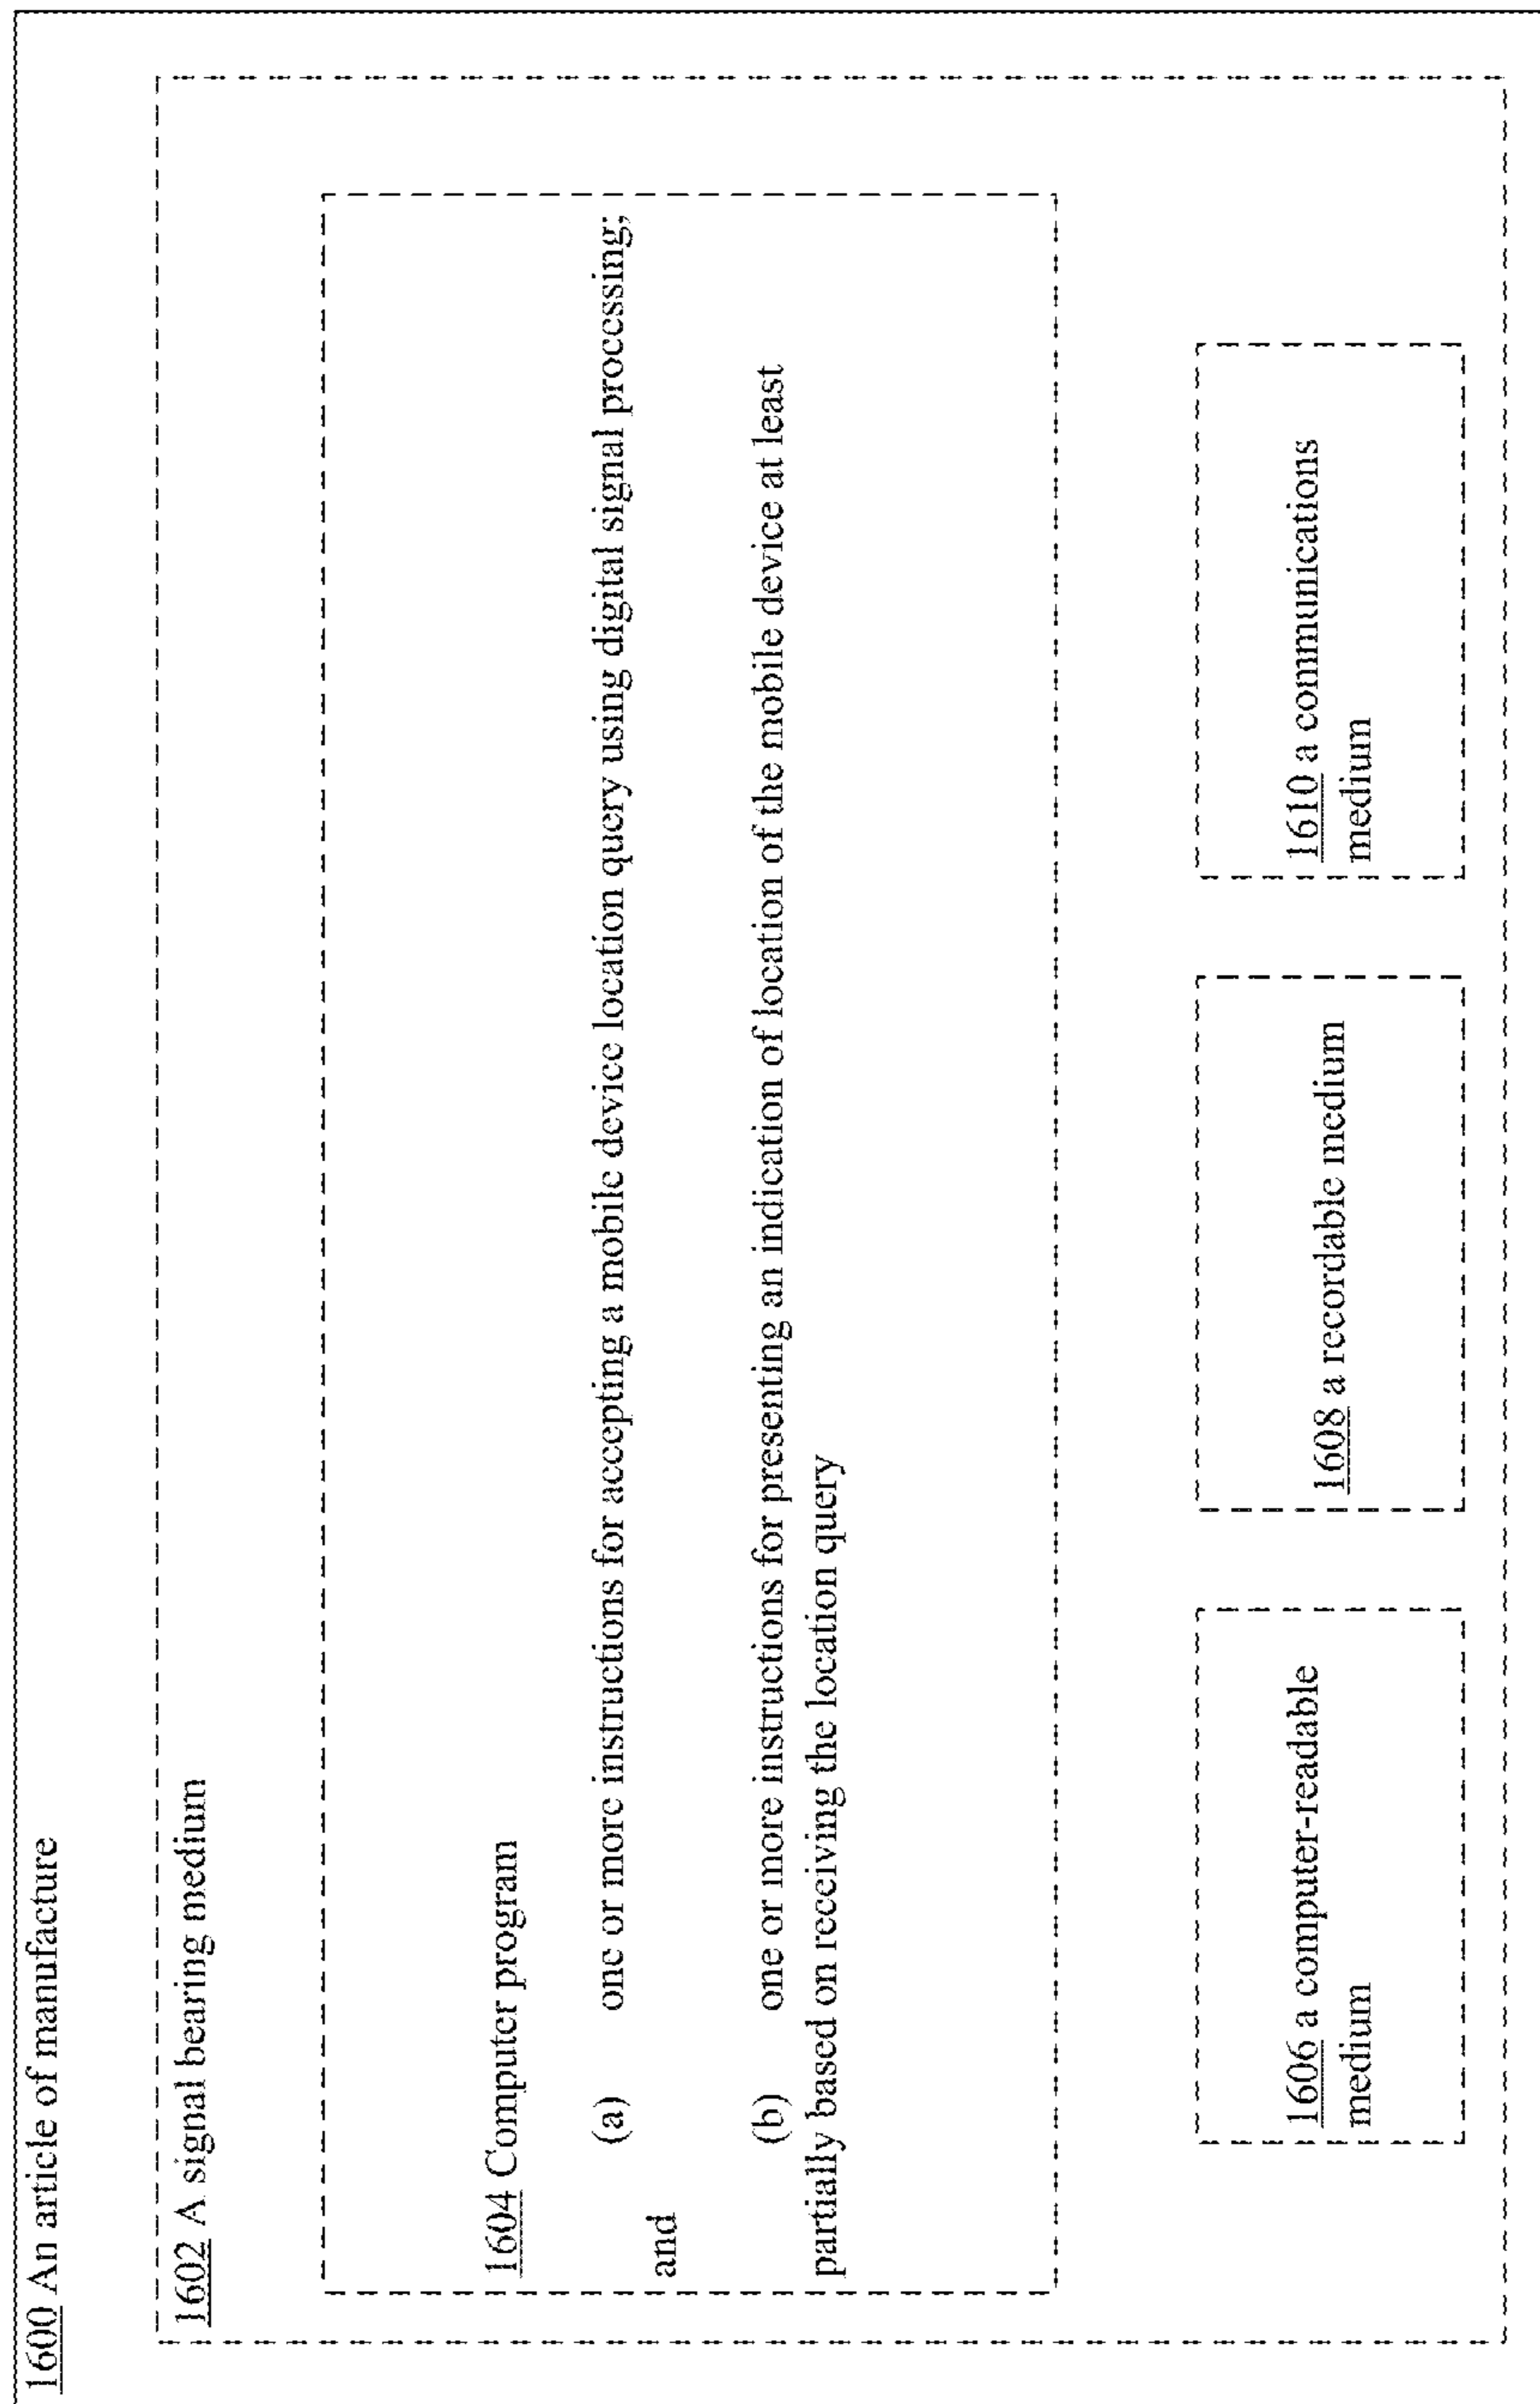 1600 An article of manufacture
1602 A signal bearing medium
1604 Computer program
(a) one or more instructions for accepting a mobile device location query using digital signal processing;
and
(b) one or more instructions for presenting an indication of location of the mobile device at least
partially based on receiving the location query
1606 a computer-readable
medium
1608 a recordable medium
1610 a communications
medium